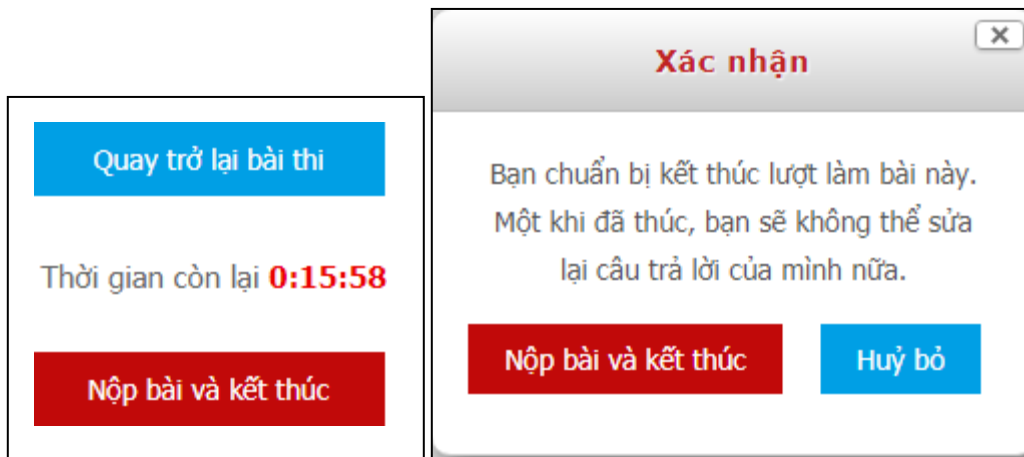 Quay trở lại bài thi
Thời gian còn lại 0:15:58
Nộp bài và kết thúc
Xác nhận
Bạn chuẩn bị kết thúc lượt làm bài này.
Một khi đã thúc, bạn sẽ không thể sửa
lại câu trả lời của mình nữa.
Nộp bài và kết thúc
Huỷ bỏ